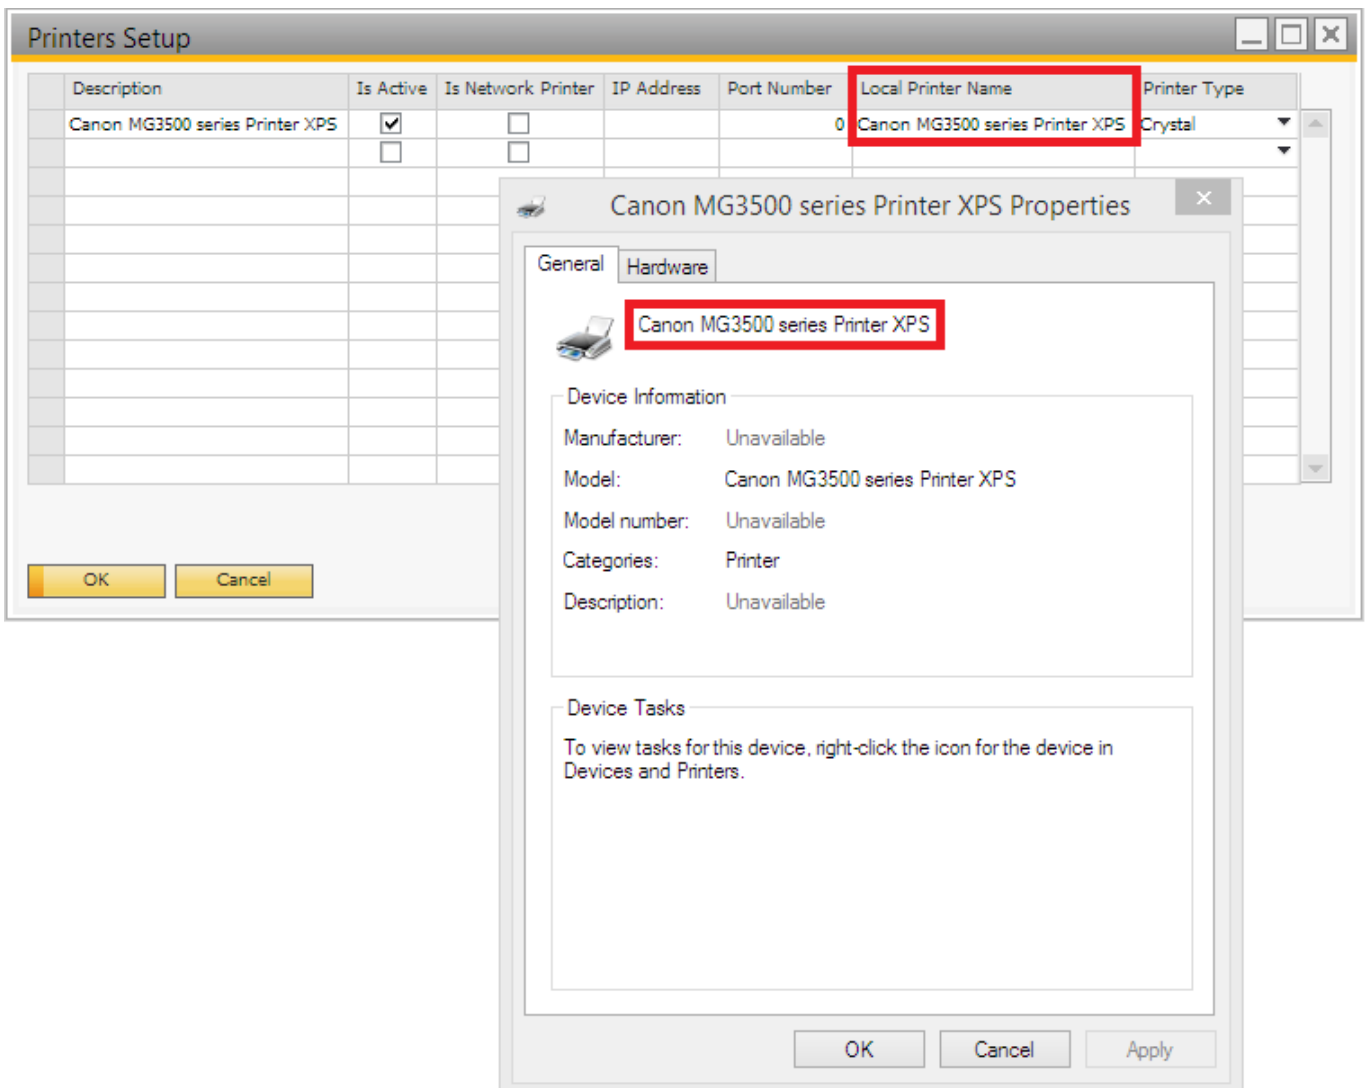 Printers Setup
Description Is Active Is Network Printer IP Address Port Number Local Printer Name Printer Type
Canon MG3500 series Printer XPS 0 Canon MG3500 series Printer XPS Crystal
Canon MG3500 series Printer XPS Properties
General Hardware
Canon MG3500 series Printer XPS
Device Information
Manufacturer: Unavailable
Model: Canon MG3500 series Printer XPS
Model number: Unavailable
Categories: Printer
Description: Unavailable
OK Cancel
Device Tasks
To view tasks for this device, right-click the icon for the device in
Devices and Printers.
OK Cancel Apply